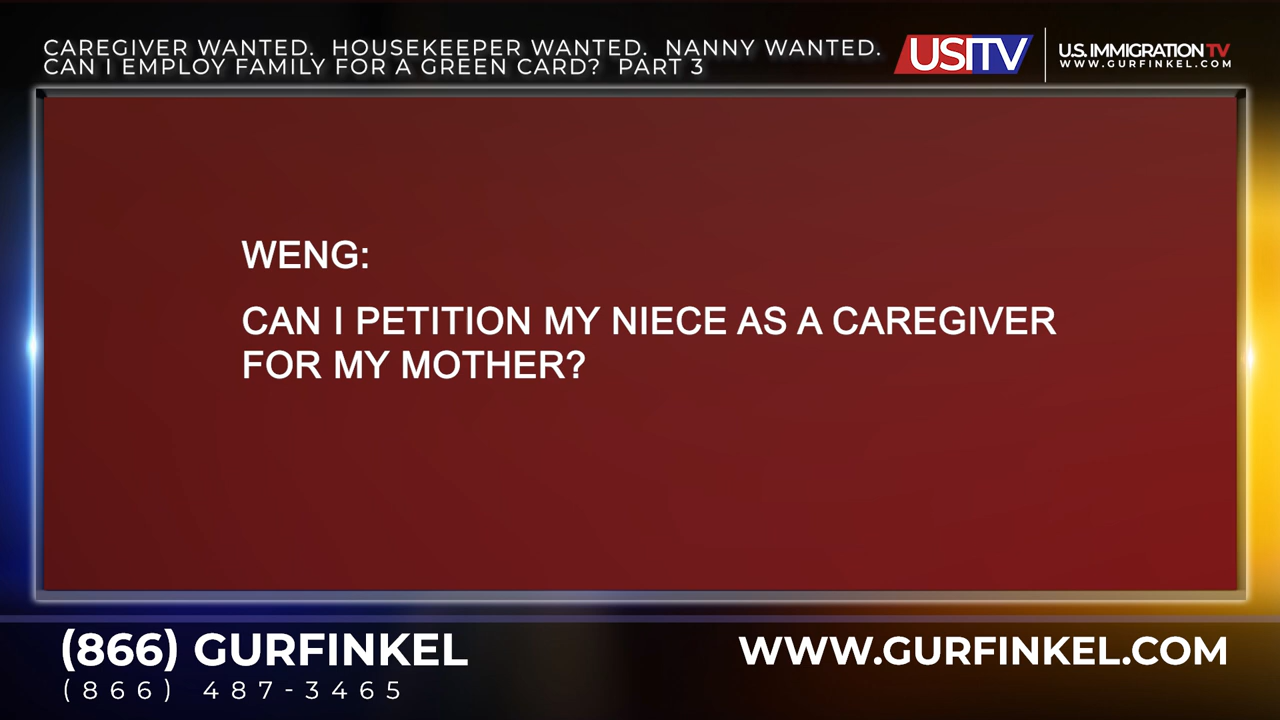 CAREGIVER WANTED. HOUSEKEEPER WANTED. NANNY WANTED.
CAN I EMPLOY FAMILY FOR A GREEN CARD? PART 3
USITV
U.S. IMMIGRATION TV
WWW.GURFINKEL.COM
WENG:
CAN I PETITION MY NIECE AS A CAREGIVER
FOR MY MOTHER?
(866) GURFINKEL
(866) 487-3465
WWW.GURFINKEL.COM